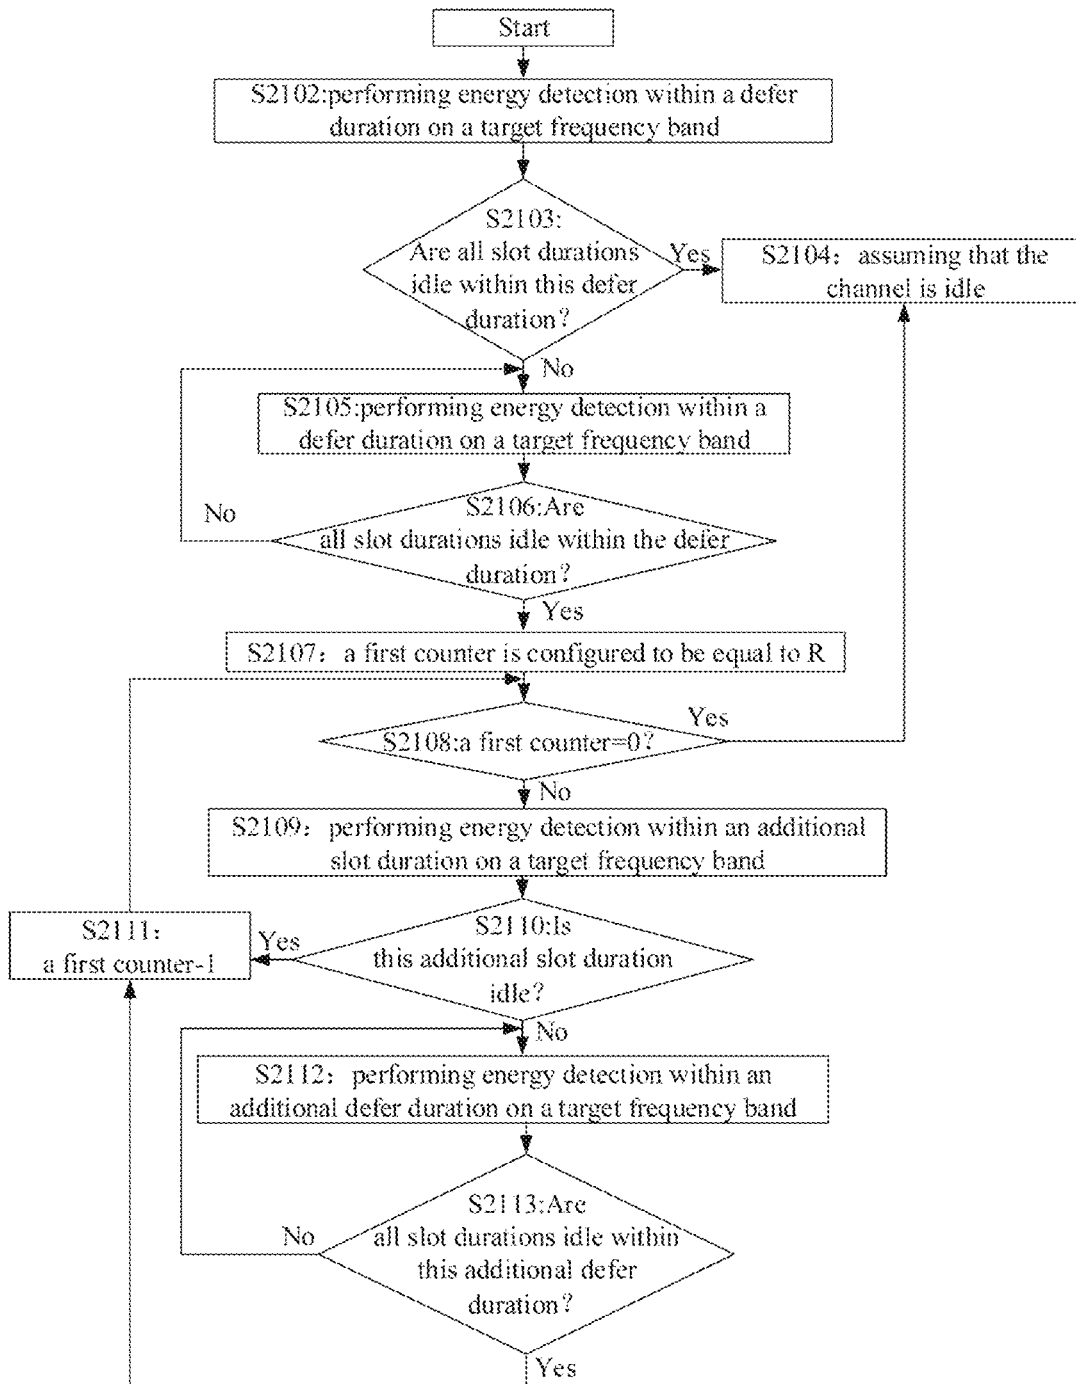 Start
S2102:performing energy detection within a defer
duration on a target frequency band
S2103:
Are all slot durations
idle within this defer
duration?
Yes
S2104: assuming that the
channel is idle
No
S2105:performing energy detection within a
defer duration on a target frequency band
S2106:Are
all slot durations idle within the defer
duration?
No
Yes
S2107: a first counter is configured to be equal to R
S2108:a first counter=0?
Yes
No
S2109: performing energy detection within an additional
slot duration on a target frequency band
S2110:Is
this additional slot duration
idle?
Yes
S2111:
a first counter-1
No
S2112: performing energy detection within an
additional defer duration on a target frequency band
S2113:Are
all slot durations idle within
this additional defer
duration?
No
Yes